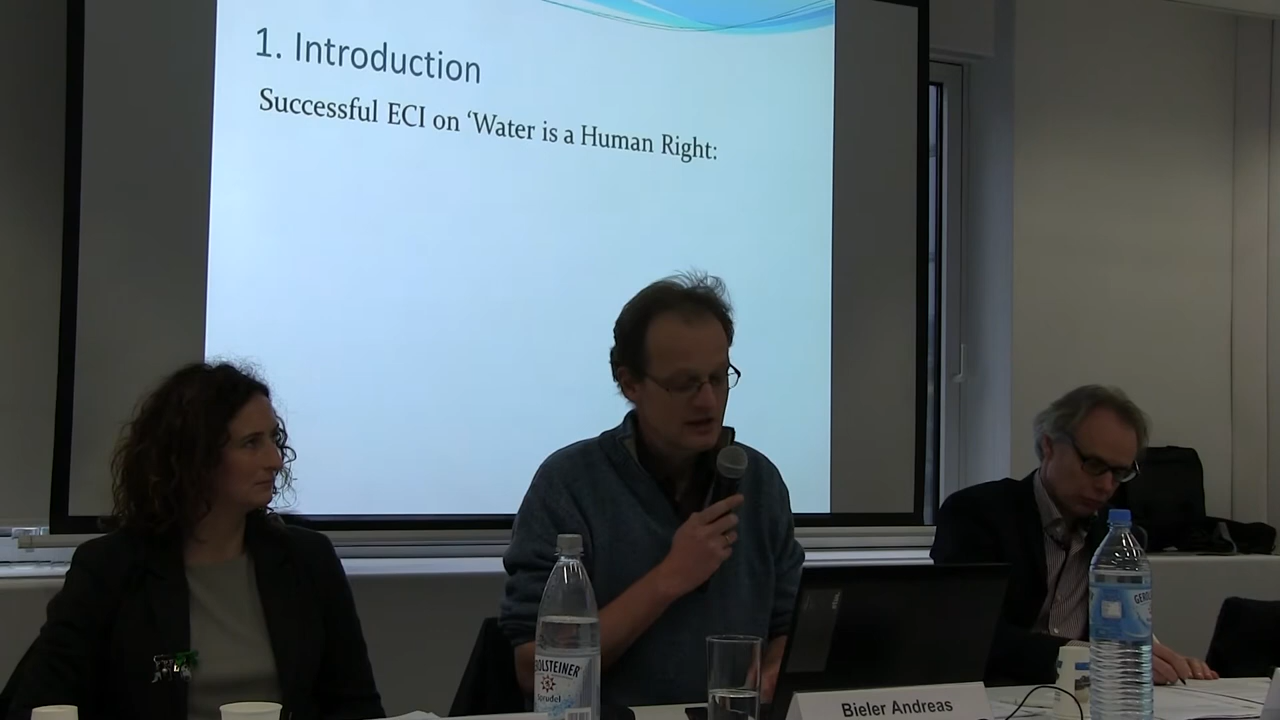 1. Introduction
Successful ECI on ‘Water is a Human Right:
ROLSTEINER
Sprudel
GEROL
Bieler Andreas